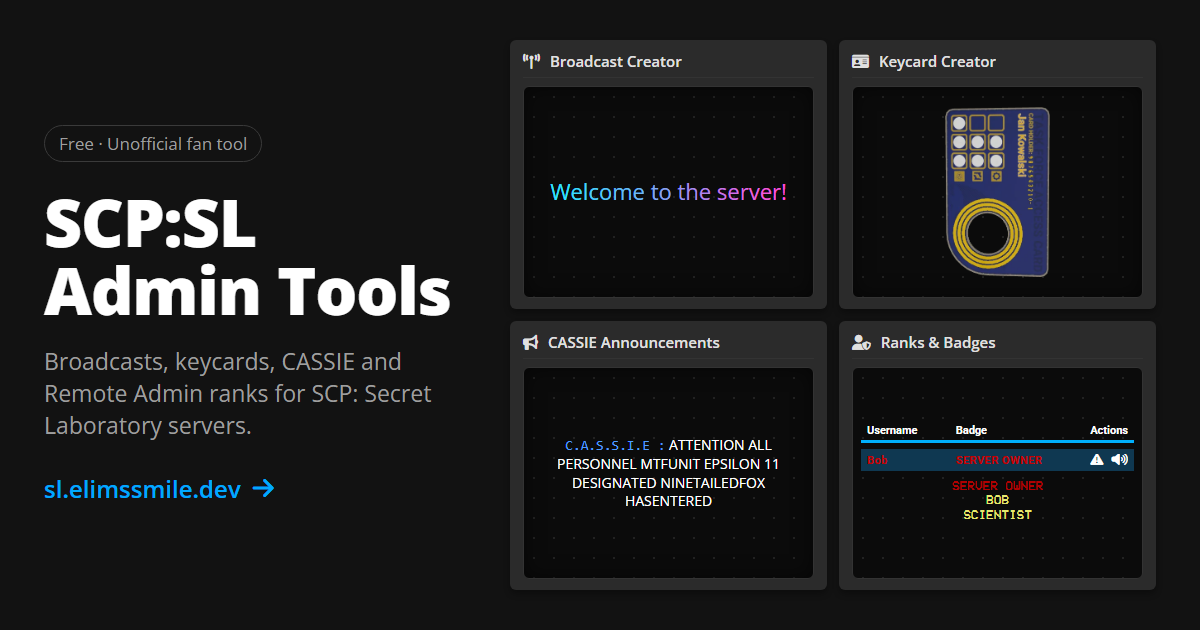 Free · Unofficial fan tool
SCP:SL
Admin Tools
Broadcasts, keycards, CASSIE and
Remote Admin ranks for SCP: Secret
Laboratory servers.
sl.elimssmile.dev →
Broadcast Creator
Welcome to the server!
Keycard Creator
Jan Kowalski
CASSIE Announcements
C.A.S.S.I.E : ATTENTION ALL
PERSONNEL MTFUNIT EPSILON 11
DESIGNATED NINETAILEDFOX
HASENTERED
Ranks & Badges
Username Badge Actions
Bob SERVER OWNER
SERVER OWNER
BOB
SCIENTIST